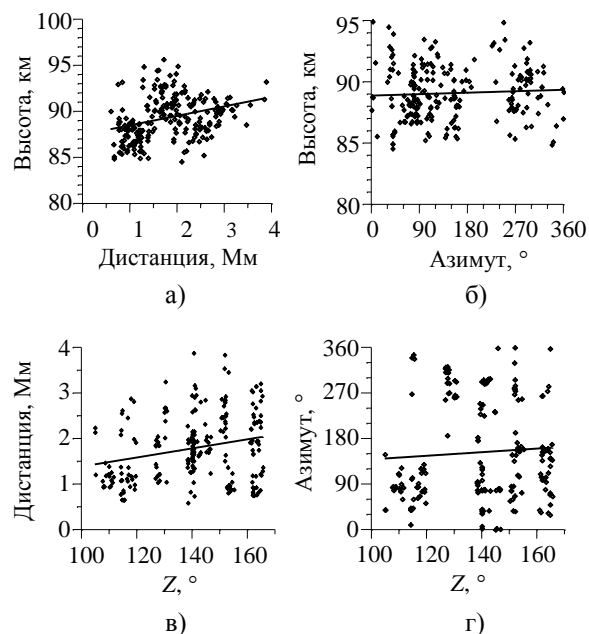 100
95
90
85
80
Высота, км
0 1 2 3 4
Дистанция, Мм
а)
95
90
85
80
Высота, км
0 90 180 270 360
Азимут, °
б)
4
3
2
1
0
Дистанция, Мм
100 120 140 160
Z, °
в)
360
270
180
90
0
Азимут, °
100 120 140 160
Z, °
г)